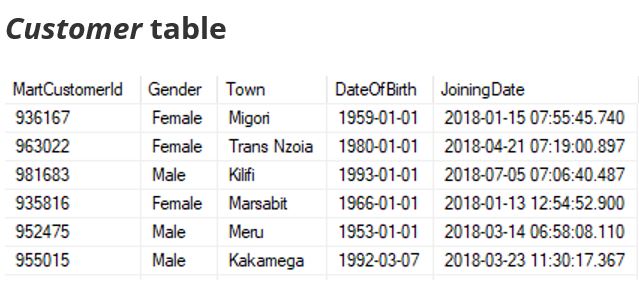 Customer table
MartCustomerId Gender Town DateOfBirth JoiningDate
936167 Female Migori 1959-01-01 2018-01-15 07:55:45.740
963022 Female Trans Nzoia 1980-01-01 2018-04-21 07:19:00.897
981683 Male Kilifi 1993-01-01 2018-07-05 07:06:40.487
935816 Female Marsabit 1966-01-01 2018-01-13 12:54:52.900
952475 Male Meru 1953-01-01 2018-03-14 06:58:08.110
955015 Male Kakamega 1992-03-07 2018-03-23 11:30:17.367